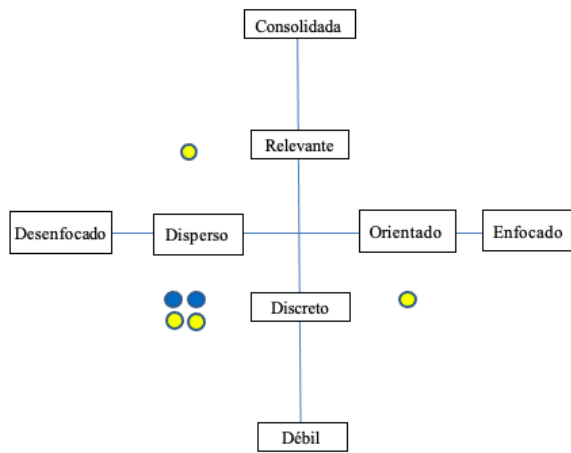 Consolidada
Relevante
Desenfocado
Disperso
Orientado
Enfocado
Discreto
Débil